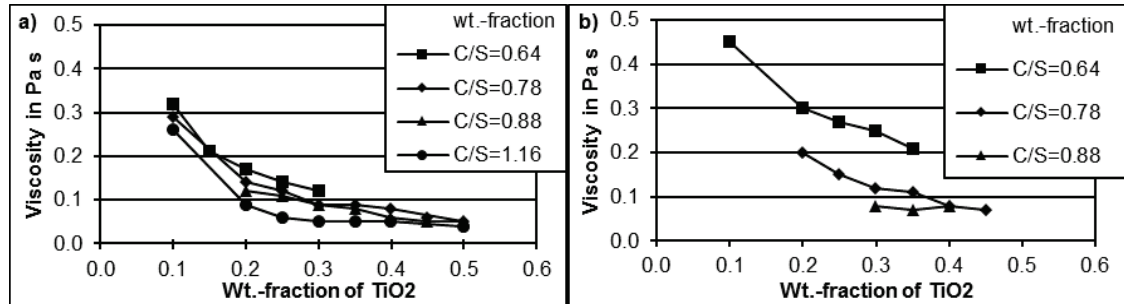 a)
wt.-fraction
C/S=0.64
C/S=0.78
C/S=0.88
C/S=1.16
Viscosity in Pa s
0.5
0.4
0.3
0.2
0.1
0.0
0.0 0.1 0.2 0.3 0.4 0.5 0.6
Wt.-fraction of TiO2
b)
wt.-fraction
C/S=0.64
C/S=0.78
C/S=0.88
Viscosity in Pa s
0.5
0.4
0.3
0.2
0.1
0.0
0.0 0.1 0.2 0.3 0.4 0.5 0.6
Wt.-fraction of TiO2